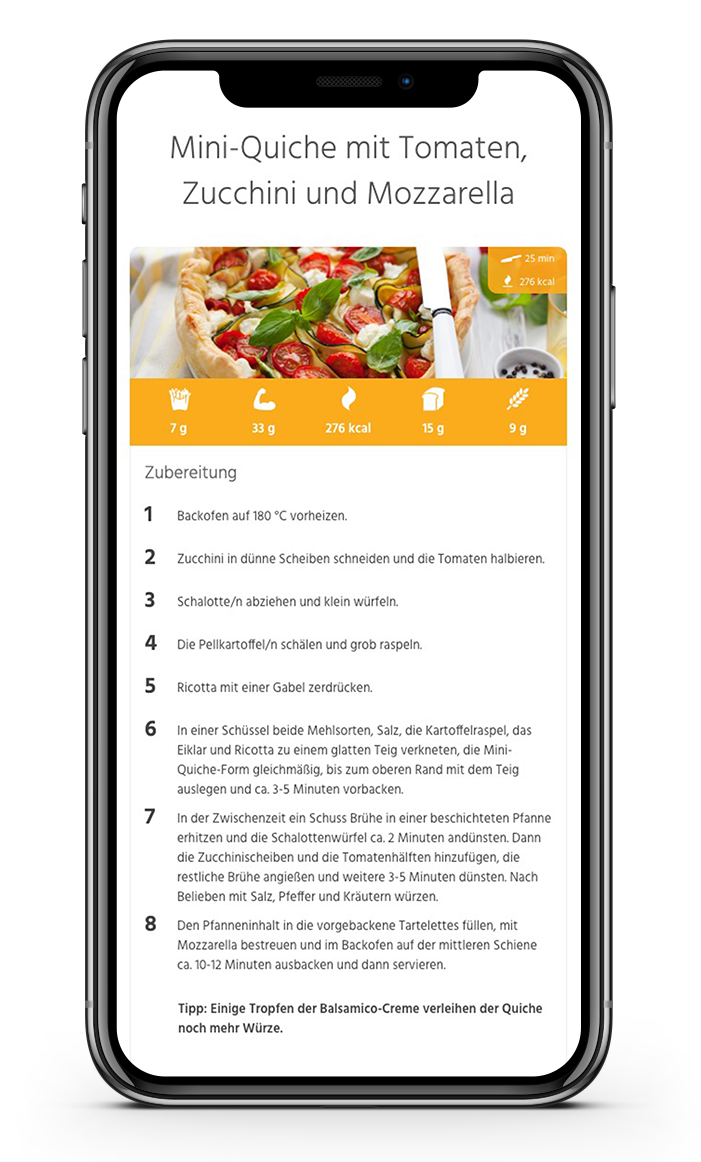 Mini-Quiche mit Tomaten,
Zucchini und Mozzarella
25 min
276 kcal
7 g 33 g 276 kcal 15 g 9 g
Zubereitung
1 Backofen auf 180 °C vorheizen.
2 Zucchini in dünne Scheiben schneiden und die Tomaten halbieren.
3 Schalotte/n abziehen und klein würfeln.
4 Die Pellkartoffel/n schälen und grob raspeln.
5 Ricotta mit einer Gabel zerdrücken.
6 In einer Schüssel beide Mehlsorten, Salz, die Kartoffelraspel, das
Eiklar und Ricotta zu einem glatten Teig verkneten, die Mini-
Quiche-Form gleichmäßig, bis zum oberen Rand mit dem Teig
auslegen und ca. 3-5 Minuten vorbacken.
7 In der Zwischenzeit ein Schuss Brühe in einer beschichteten Pfanne
erhitzen und die Schalottenwürfel ca. 2 Minuten andünsten. Dann
die Zucchinischeiben und die Tomatenhälften hinzufügen, die
restliche Brühe angießen und weitere 3-5 Minuten dünsten. Nach
Belieben mit Salz, Pfeffer und Kräutern würzen.
8 Den Pfanneninhalt in die vorgebackene Tartelettes füllen, mit
Mozzarella bestreuen und im Backofen auf der mittleren Schiene
ca. 10-12 Minuten ausbacken und dann servieren.
Tipp: Einige Tropfen der Balsamico-Creme verleihen der Quiche
noch mehr Würze.